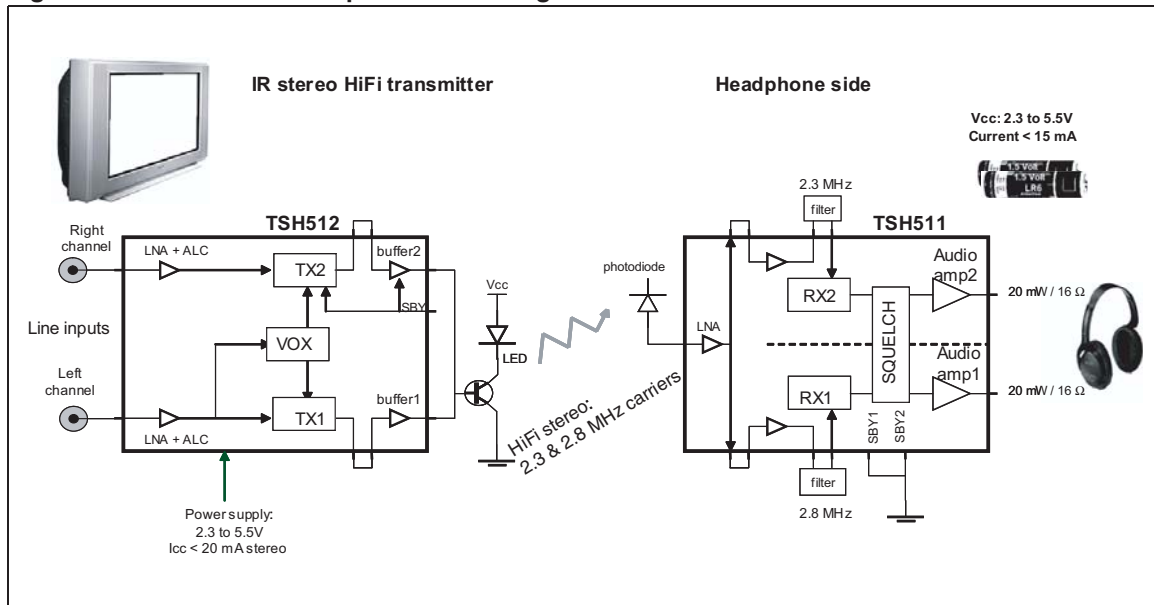 IR stereo HiFi transmitter
Headphone side
Vcc: 2.3 to 5.5V
Current < 15 mA
1.5 Volt
1.5 Volt
LR6
2.3 MHz
filter
TSH512
TSH511
Right
channel
LNA + ALC
TX2
buffer2
SBY
Vcc
LED
photodiode
LNA
RX2
SQUELCH
Audio
amp2
20 mW / 16 Ω
Line inputs
VOX
Left
channel
LNA + ALC
TX1
buffer1
HiFi stereo:
2.3 & 2.8 MHz carriers
RX1
SBY1
SBY2
Audio
amp1
20 mW / 16 Ω
filter
2.8 MHz
Power supply:
2.3 to 5.5V
Icc < 20 mA stereo